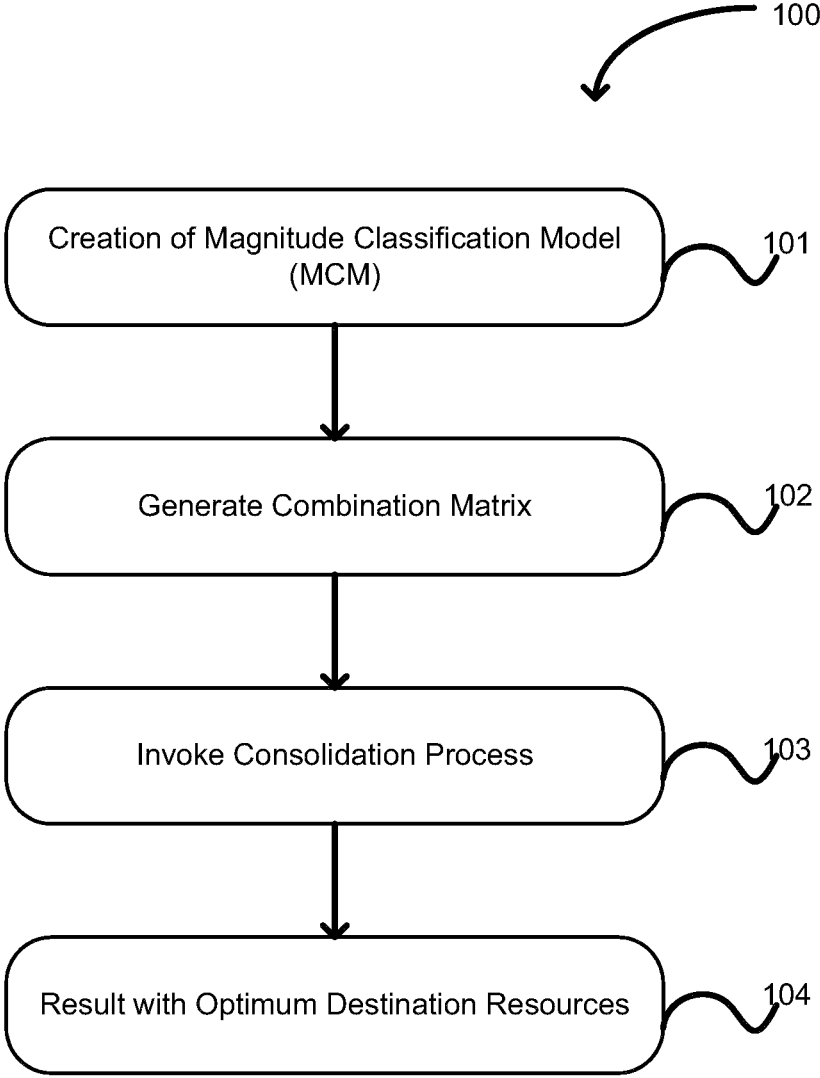 100
Creation of Magnitude Classification Model
(MCM)
101
Generate Combination Matrix
102
Invoke Consolidation Process
103
Result with Optimum Destination Resources
104